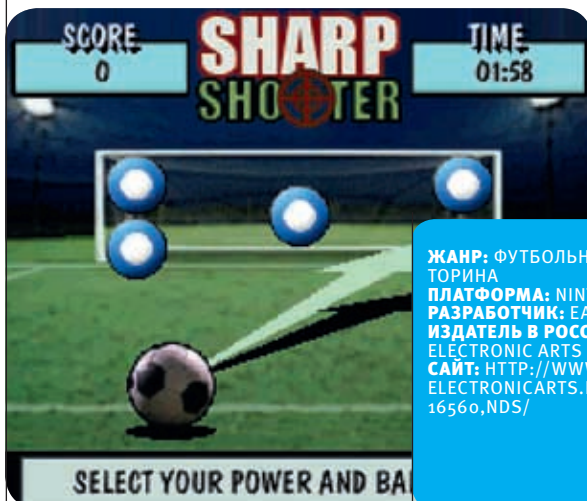 SCORE
0
SHARP
SHOOTER
TIME
01:58
SELECT YOUR POWER AND
ЖАНР: ФУТБОЛЬН
ТОРИНА
ПЛАТФОРМА: NIN
РАЗРАБОТЧИК: EA
ИЗДАТЕЛЬ В РОСС
ELECTRONIC ARTS
САЙТ: HTTP://WWW
ELECTRONICARTS.
16560,NDS/